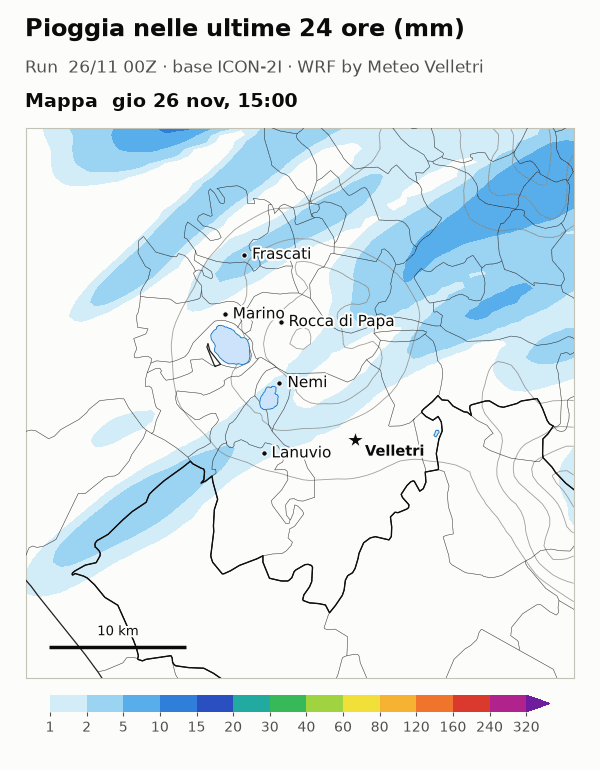 Pioggia nelle ultime 24 ore (mm)
Run  26/11 00Z · base ICON-2I · WRF by Meteo Velletri
Mappa  gio 26 nov, 15:00
Frascati
Marino
Rocca di Papa
Nemi
Velletri
Lanuvio
10 km
1 2 5 10 15 20 30 40 60 80 120 160 240 320